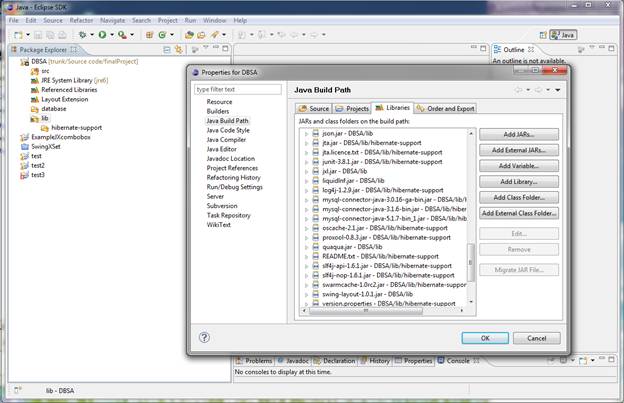 Java - Eclipse SDK
File Edit Source Refactor Navigate Search Project Run Window Help
Java
Package Explorer
Outline
An outline is not available.
DBSA [trunk/Source code/finalProject]
src
JRE System Library [jre6]
Referenced Libraries
Layout Extension
database
lib
hibernate-support
ExampleJXcombobox
SwingXSet
test
test2
test3
Properties for DBSA
type filter text
Resource
Builders
Java Build Path
Java Code Style
Java Compiler
Java Editor
Javadoc Location
Project References
Refactoring History
Run/Debug Settings
Server
Subversion
Task Repository
WikiText
Java Build Path
Source Projects Libraries Order and Export
JARs and class folders on the build path:
json.jar - DBSA/lib
jta.jar - DBSA/lib/hibernate-support
jta.licence.txt - DBSA/lib/hibernate-support
junit-3.8.1.jar - DBSA/lib/hibernate-support
jxl.jar - DBSA/lib
liquidlnf.jar - DBSA/lib
log4j-1.2.9.jar - DBSA/lib/hibernate-support
mysql-connector-java-3.0.16-ga-bin.jar - DBSA/lib
mysql-connector-java-3.1.6-bin.jar - DBSA/lib/hib
mysql-connector-java-5.1.7-bin_1.jar - DBSA/lib/h
oscache-2.1.jar - DBSA/lib/hibernate-support
proxool-0.8.3.jar - DBSA/lib/hibernate-support
quaqua.jar - DBSA/lib
README.txt - DBSA/lib/hibernate-support
slf4j-api-1.6.1.jar - DBSA/lib/hibernate-support
slf4j-nop-1.6.1.jar - DBSA/lib/hibernate-support
swarmcache-1.0rc2.jar - DBSA/lib/hibernate-supp
swing-layout-1.0.1.jar - DBSA/lib
version.properties - DBSA/lib/hibernate-support
Add JARs...
Add External JARs...
Add Variable...
Add Library...
Add Class Folder...
Add External Class Folder...
Edit...
Remove
Migrate JAR File...
OK Cancel
Problems Javadoc Declaration History Properties Console
No consoles to display at this time.
lib - DBSA